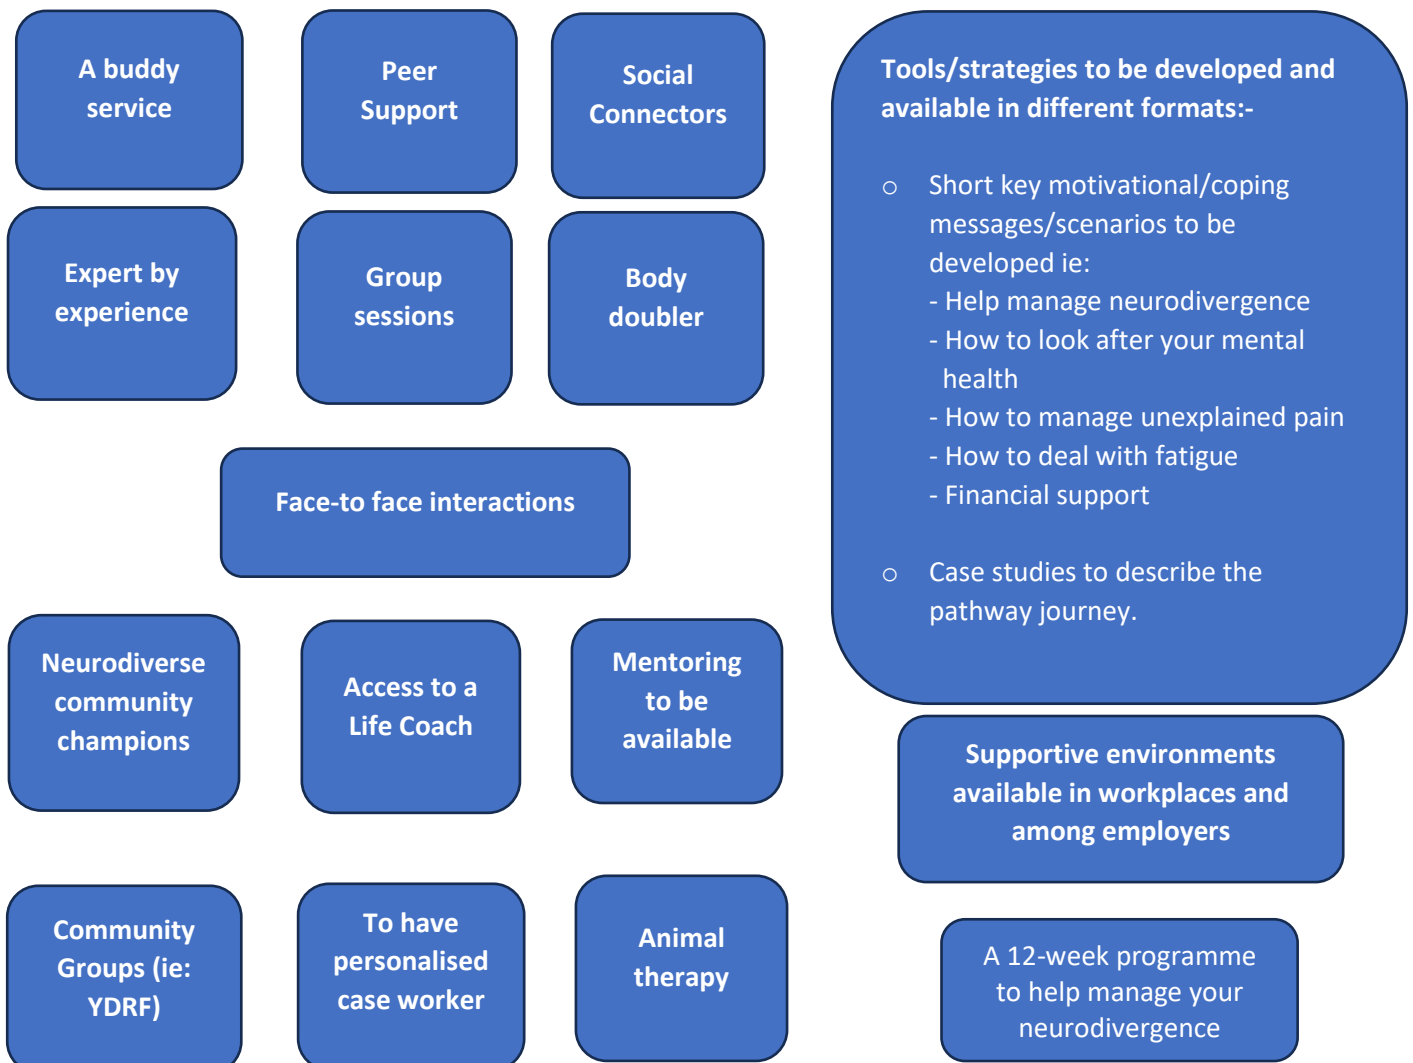 A buddy
service
Peer
Support
Social
Connectors
Expert by
experience
Group
sessions
Body
doubler
Face-to face interactions
Neurodiverse
community
champions
Access to a
Life Coach
Mentoring
to be
available
Community
Groups (ie:
YDRF)
To have
personalised
case worker
Animal
therapy
Tools/strategies to be developed and
available in different formats:-
o Short key motivational/coping
messages/scenarios to be
developed ie:
- Help manage neurodivergence
- How to look after your mental
health
- How to manage unexplained pain
- How to deal with fatigue
- Financial support
o Case studies to describe the
pathway journey.
Supportive environments
available in workplaces and
among employers
A 12-week programme
to help manage your
neurodivergence